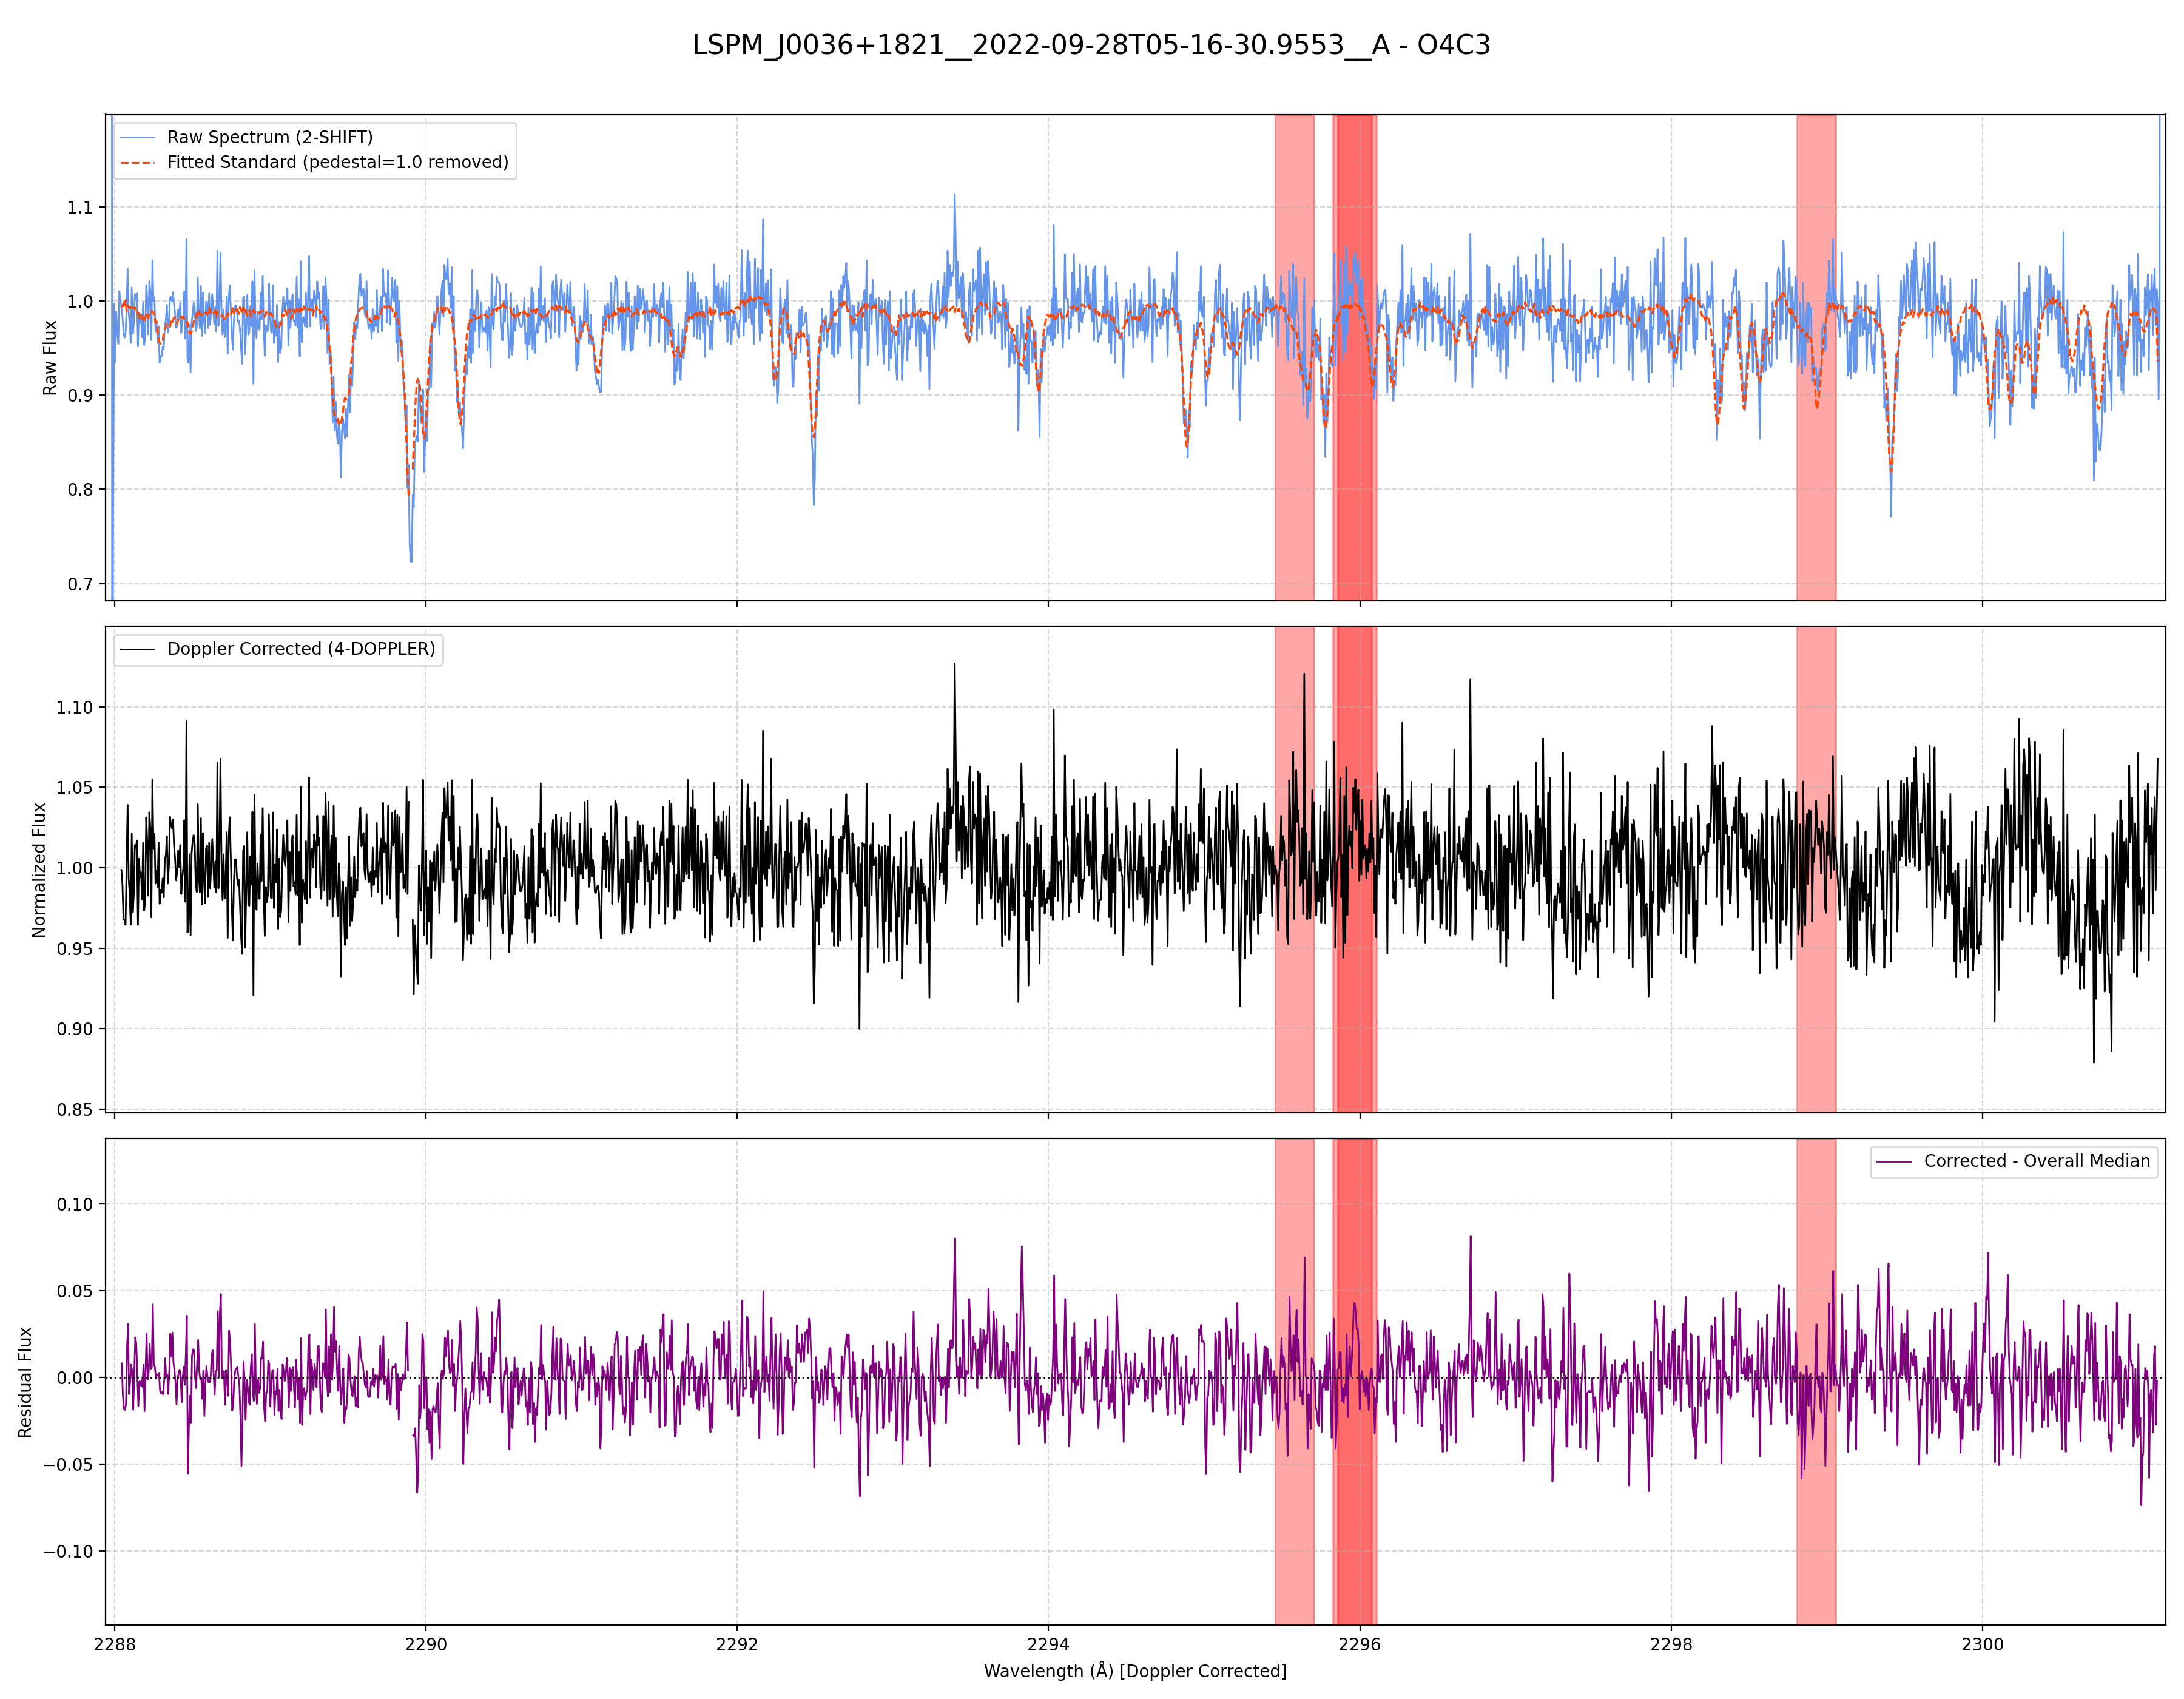 LSPM_J0036+1821__2022-09-28T05-16-30.9553__A - O4C3
Raw Spectrum (2-SHIFT)
Fitted Standard (pedestal=1.0 removed)
Raw Flux
1.1
1.0
0.9
0.8
0.7
Doppler Corrected (4-DOPPLER)
Normalized Flux
1.10
1.05
1.00
0.95
0.90
0.85
Corrected - Overall Median
Residual Flux
0.10
0.05
0.00
−0.05
−0.10
2288 2290 2292 2294 2296 2298 2300
Wavelength (Å) [Doppler Corrected]